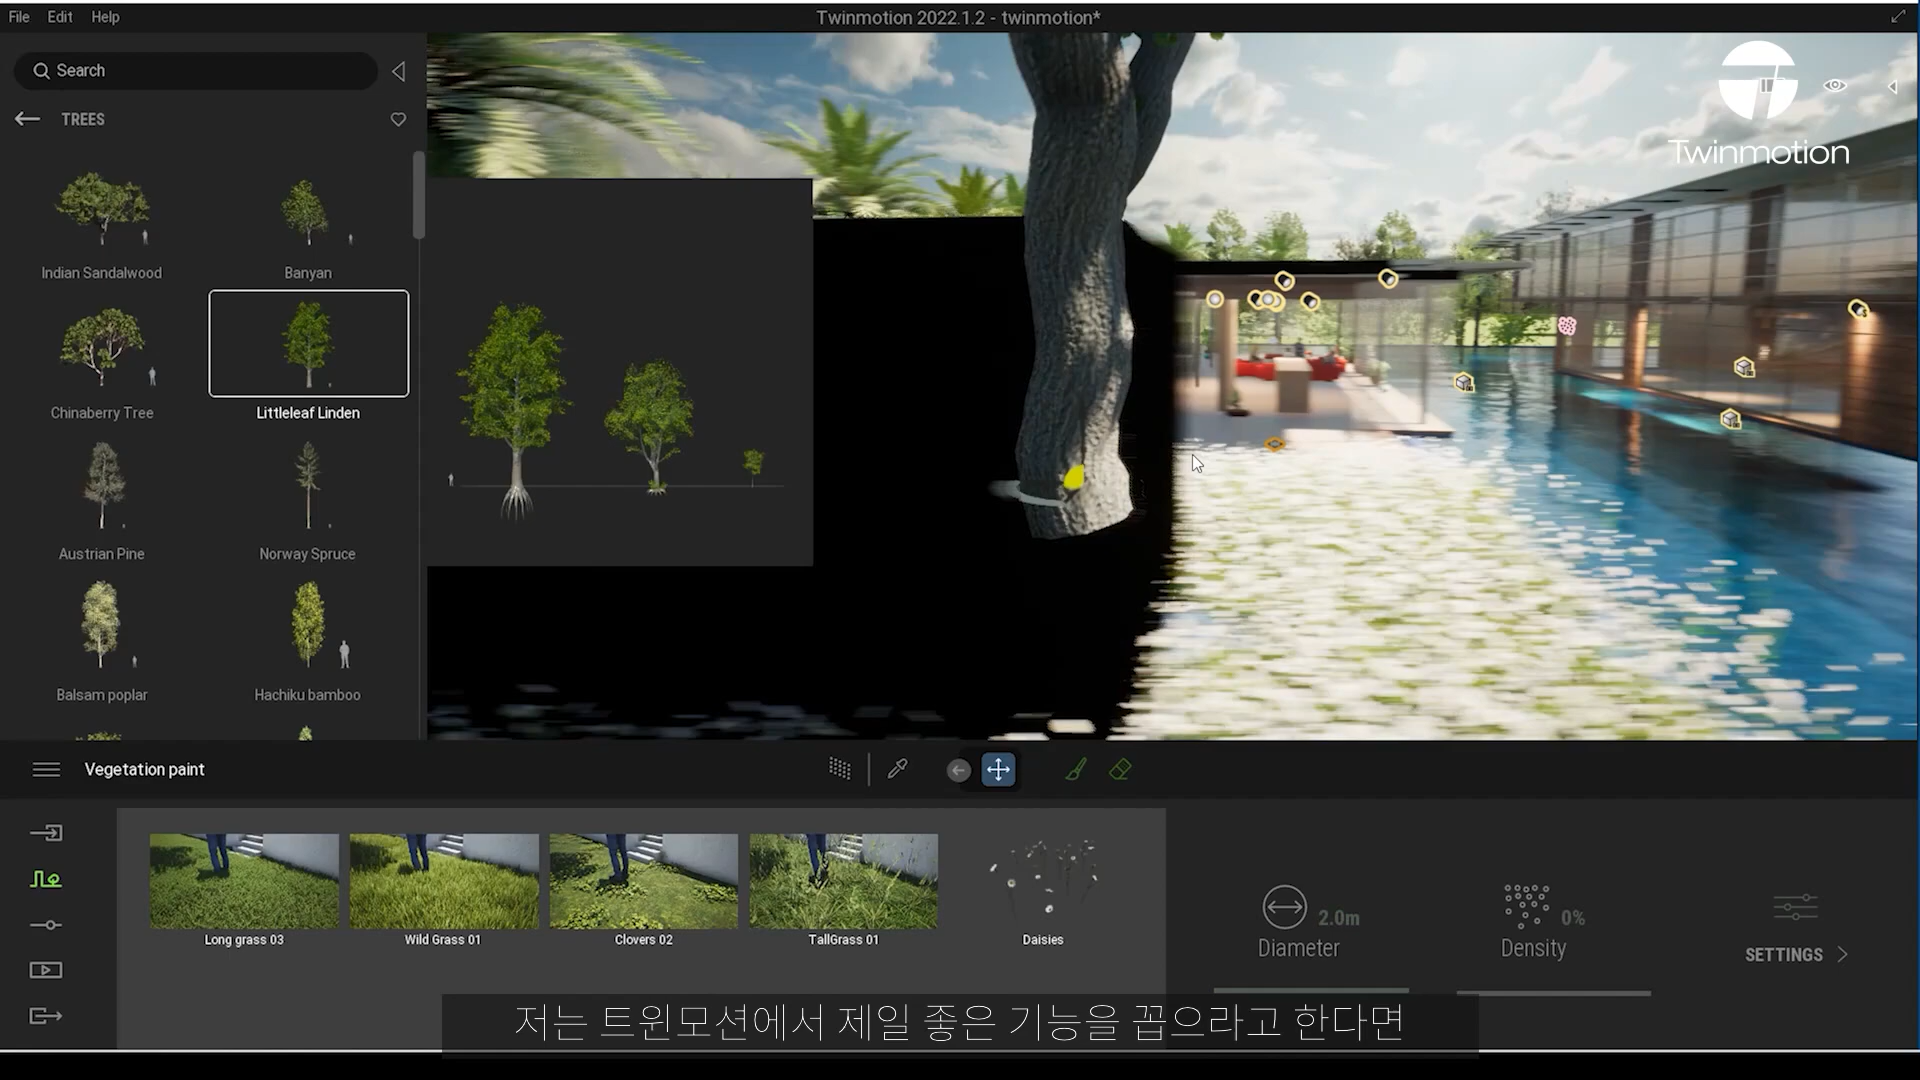 File Edit Help
Twinmotion 2022.1.2 - twinmotion*
Search
TREES
Twinmotion
Indian Sandalwood
Banyan
Chinaberry Tree
Littleleaf Linden
Austrian Pine
Norway Spruce
Balsam poplar
Hachiku bamboo
Vegetation paint
Long grass 03
Wild Grass 01
Clovers 02
TallGrass 01
Daisies
2.0m
Diameter
0%
Density
SETTINGS
저는 트윈모션에서 제일 좋은 기능을 꼽으라고 한다면